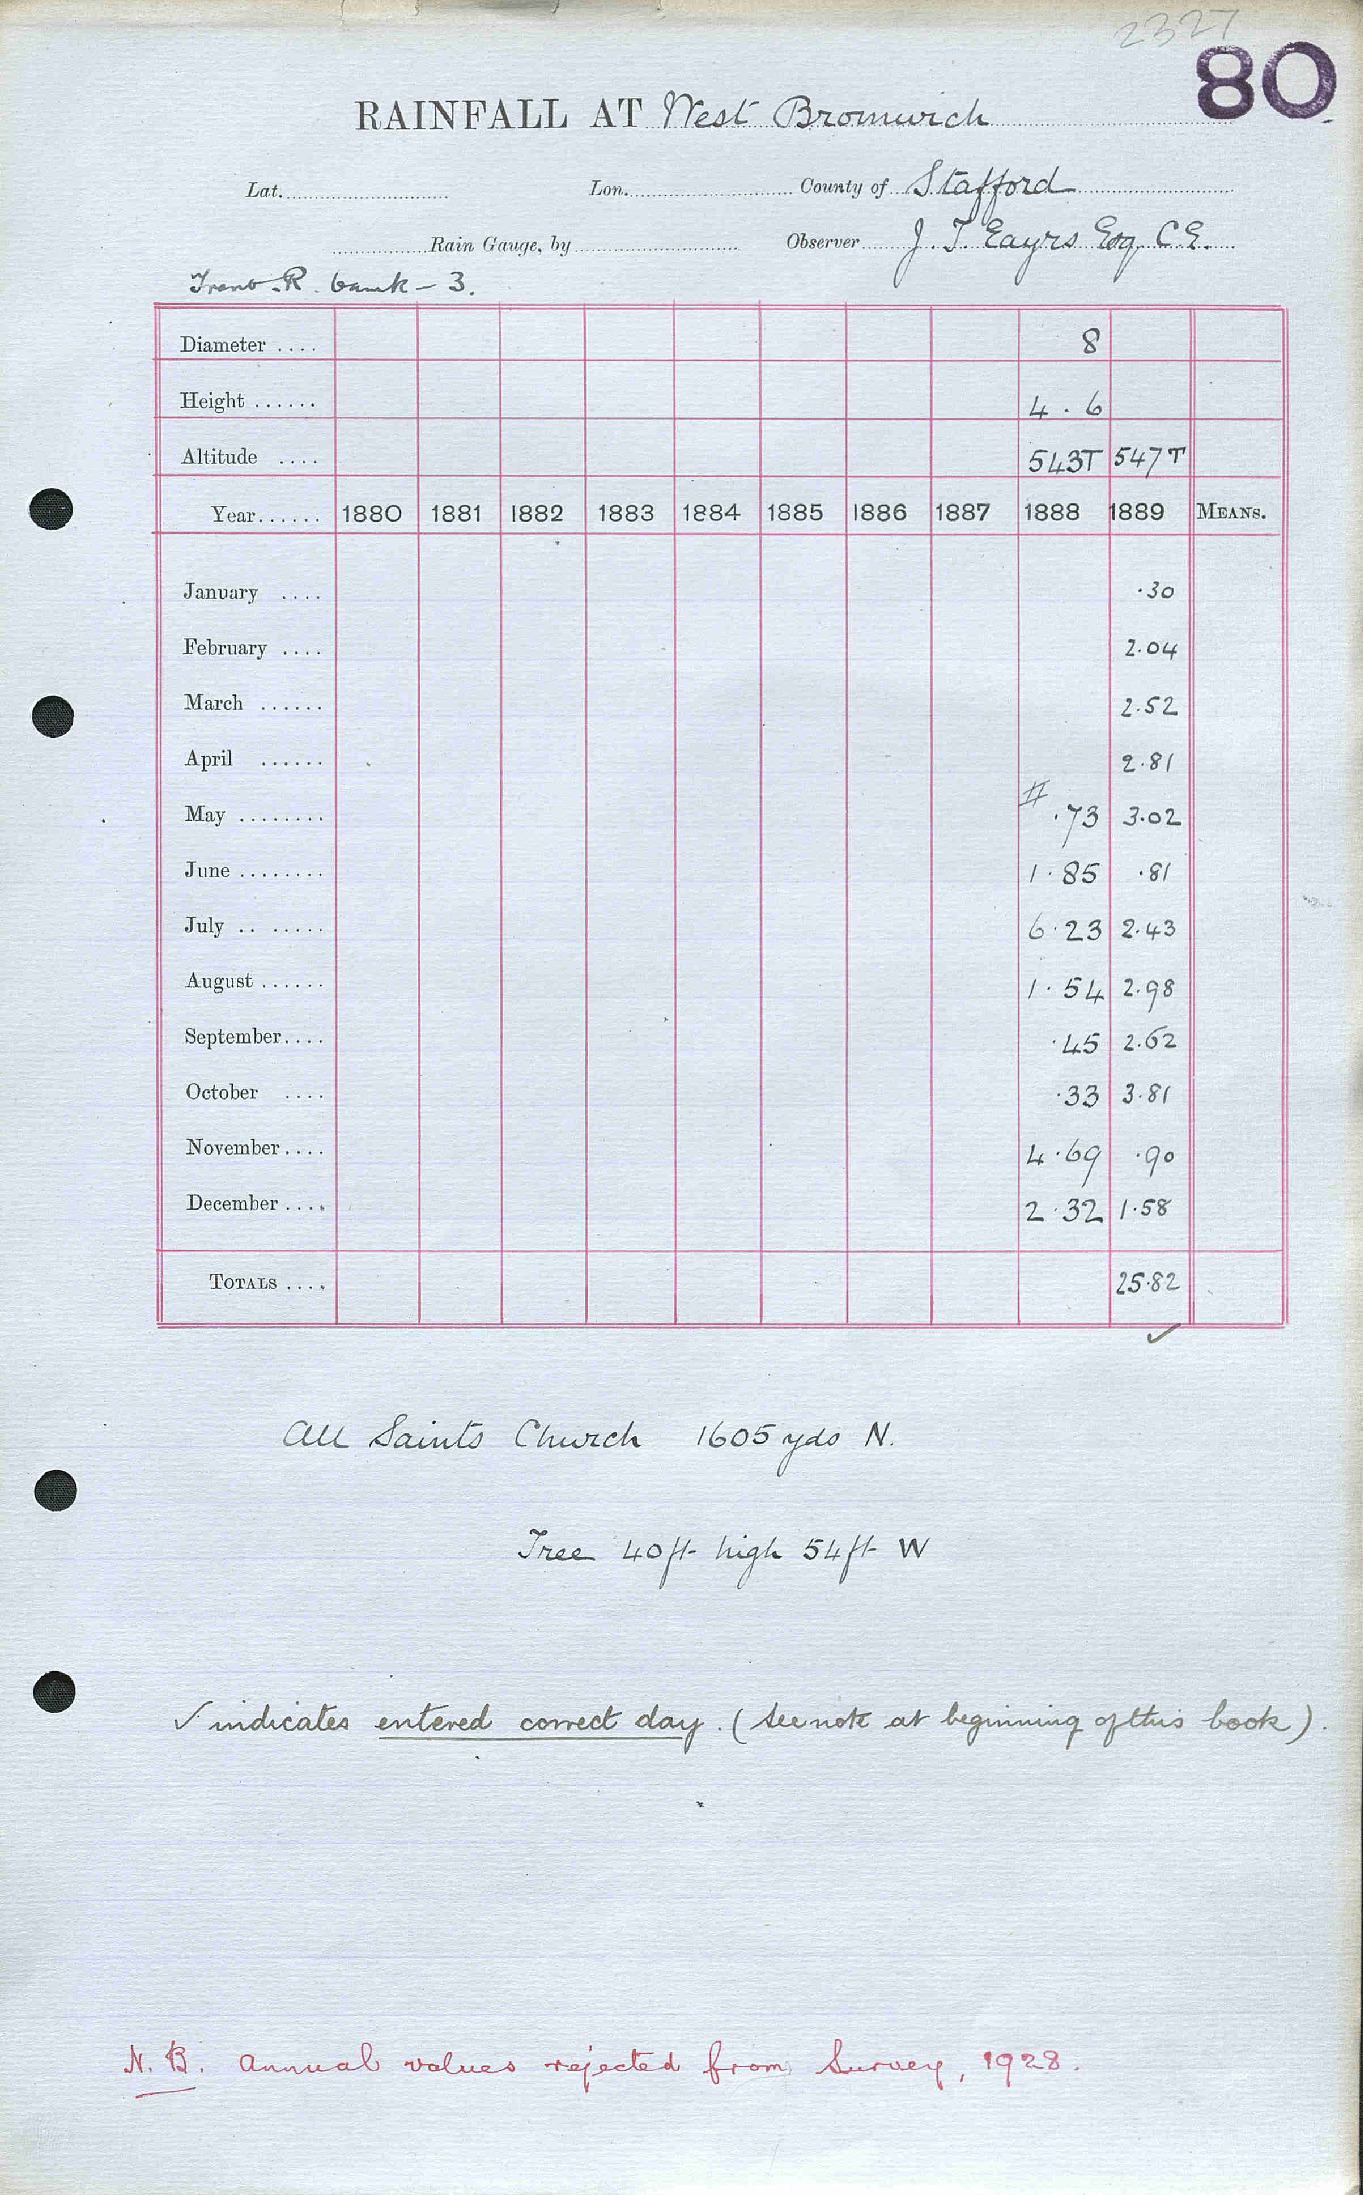 2327
80
RAINFALL AT West Bromwich
Lat. Lon. County of Stafford
Rain Gauge, by Observer J. T. Eayrs Esq. C.E.
Trent. R. bank - 3.
Diameter .... 8
Height ...... 4 . 6
Altitude .... 543T 547T
Year...... 1880 1881 1882 1883 1884 1885 1886 1887 1888 1889 MEANS.
January .... .30
February .... 2.04
March ...... 2.52
April ...... 2.81
May ........ # .73 3.02
June ........ 1.85 .81
July .. ..... 6.23 2.43
August ...... 1.54 2.98
September.... .45 2.62
October .... .33 3.81
November.... 4.69 .90
December.... 2.32 1.58
TOTALS .... 25.82
✓
All Saints Church 1605 yds N.
Tree 40ft high 54ft W
✓ indicates entered correct day. (See note at beginning of this book).
N.B. Annual values rejected from Survey, 1928.